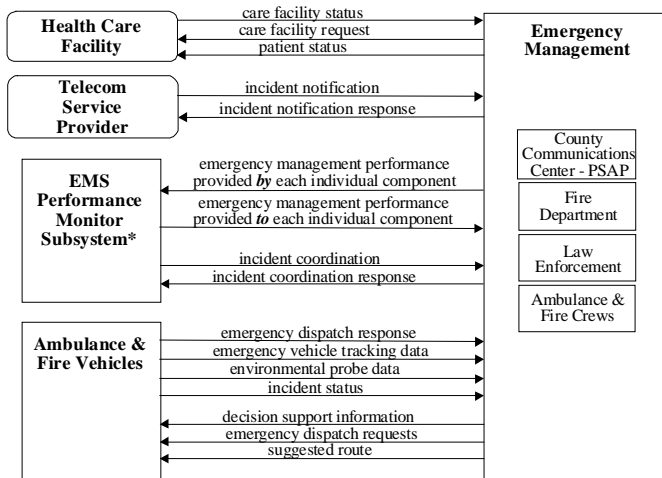 care facility status
Health Care
Facility
care facility request
patient status
Emergency
Management
Telecom
Service
Provider
incident notification
incident notification response
County
Communications
Center - PSAP
EMS
Performance
Monitor
Subsystem*
emergency management performance
provided by each individual component
emergency management performance
provided to each individual component
incident coordination
incident coordination response
Fire
Department
Law
Enforcement
Ambulance &
Fire Crews
Ambulance &
Fire Vehicles
emergency dispatch response
emergency vehicle tracking data
environmental probe data
incident status
decision support information
emergency dispatch requests
suggested route